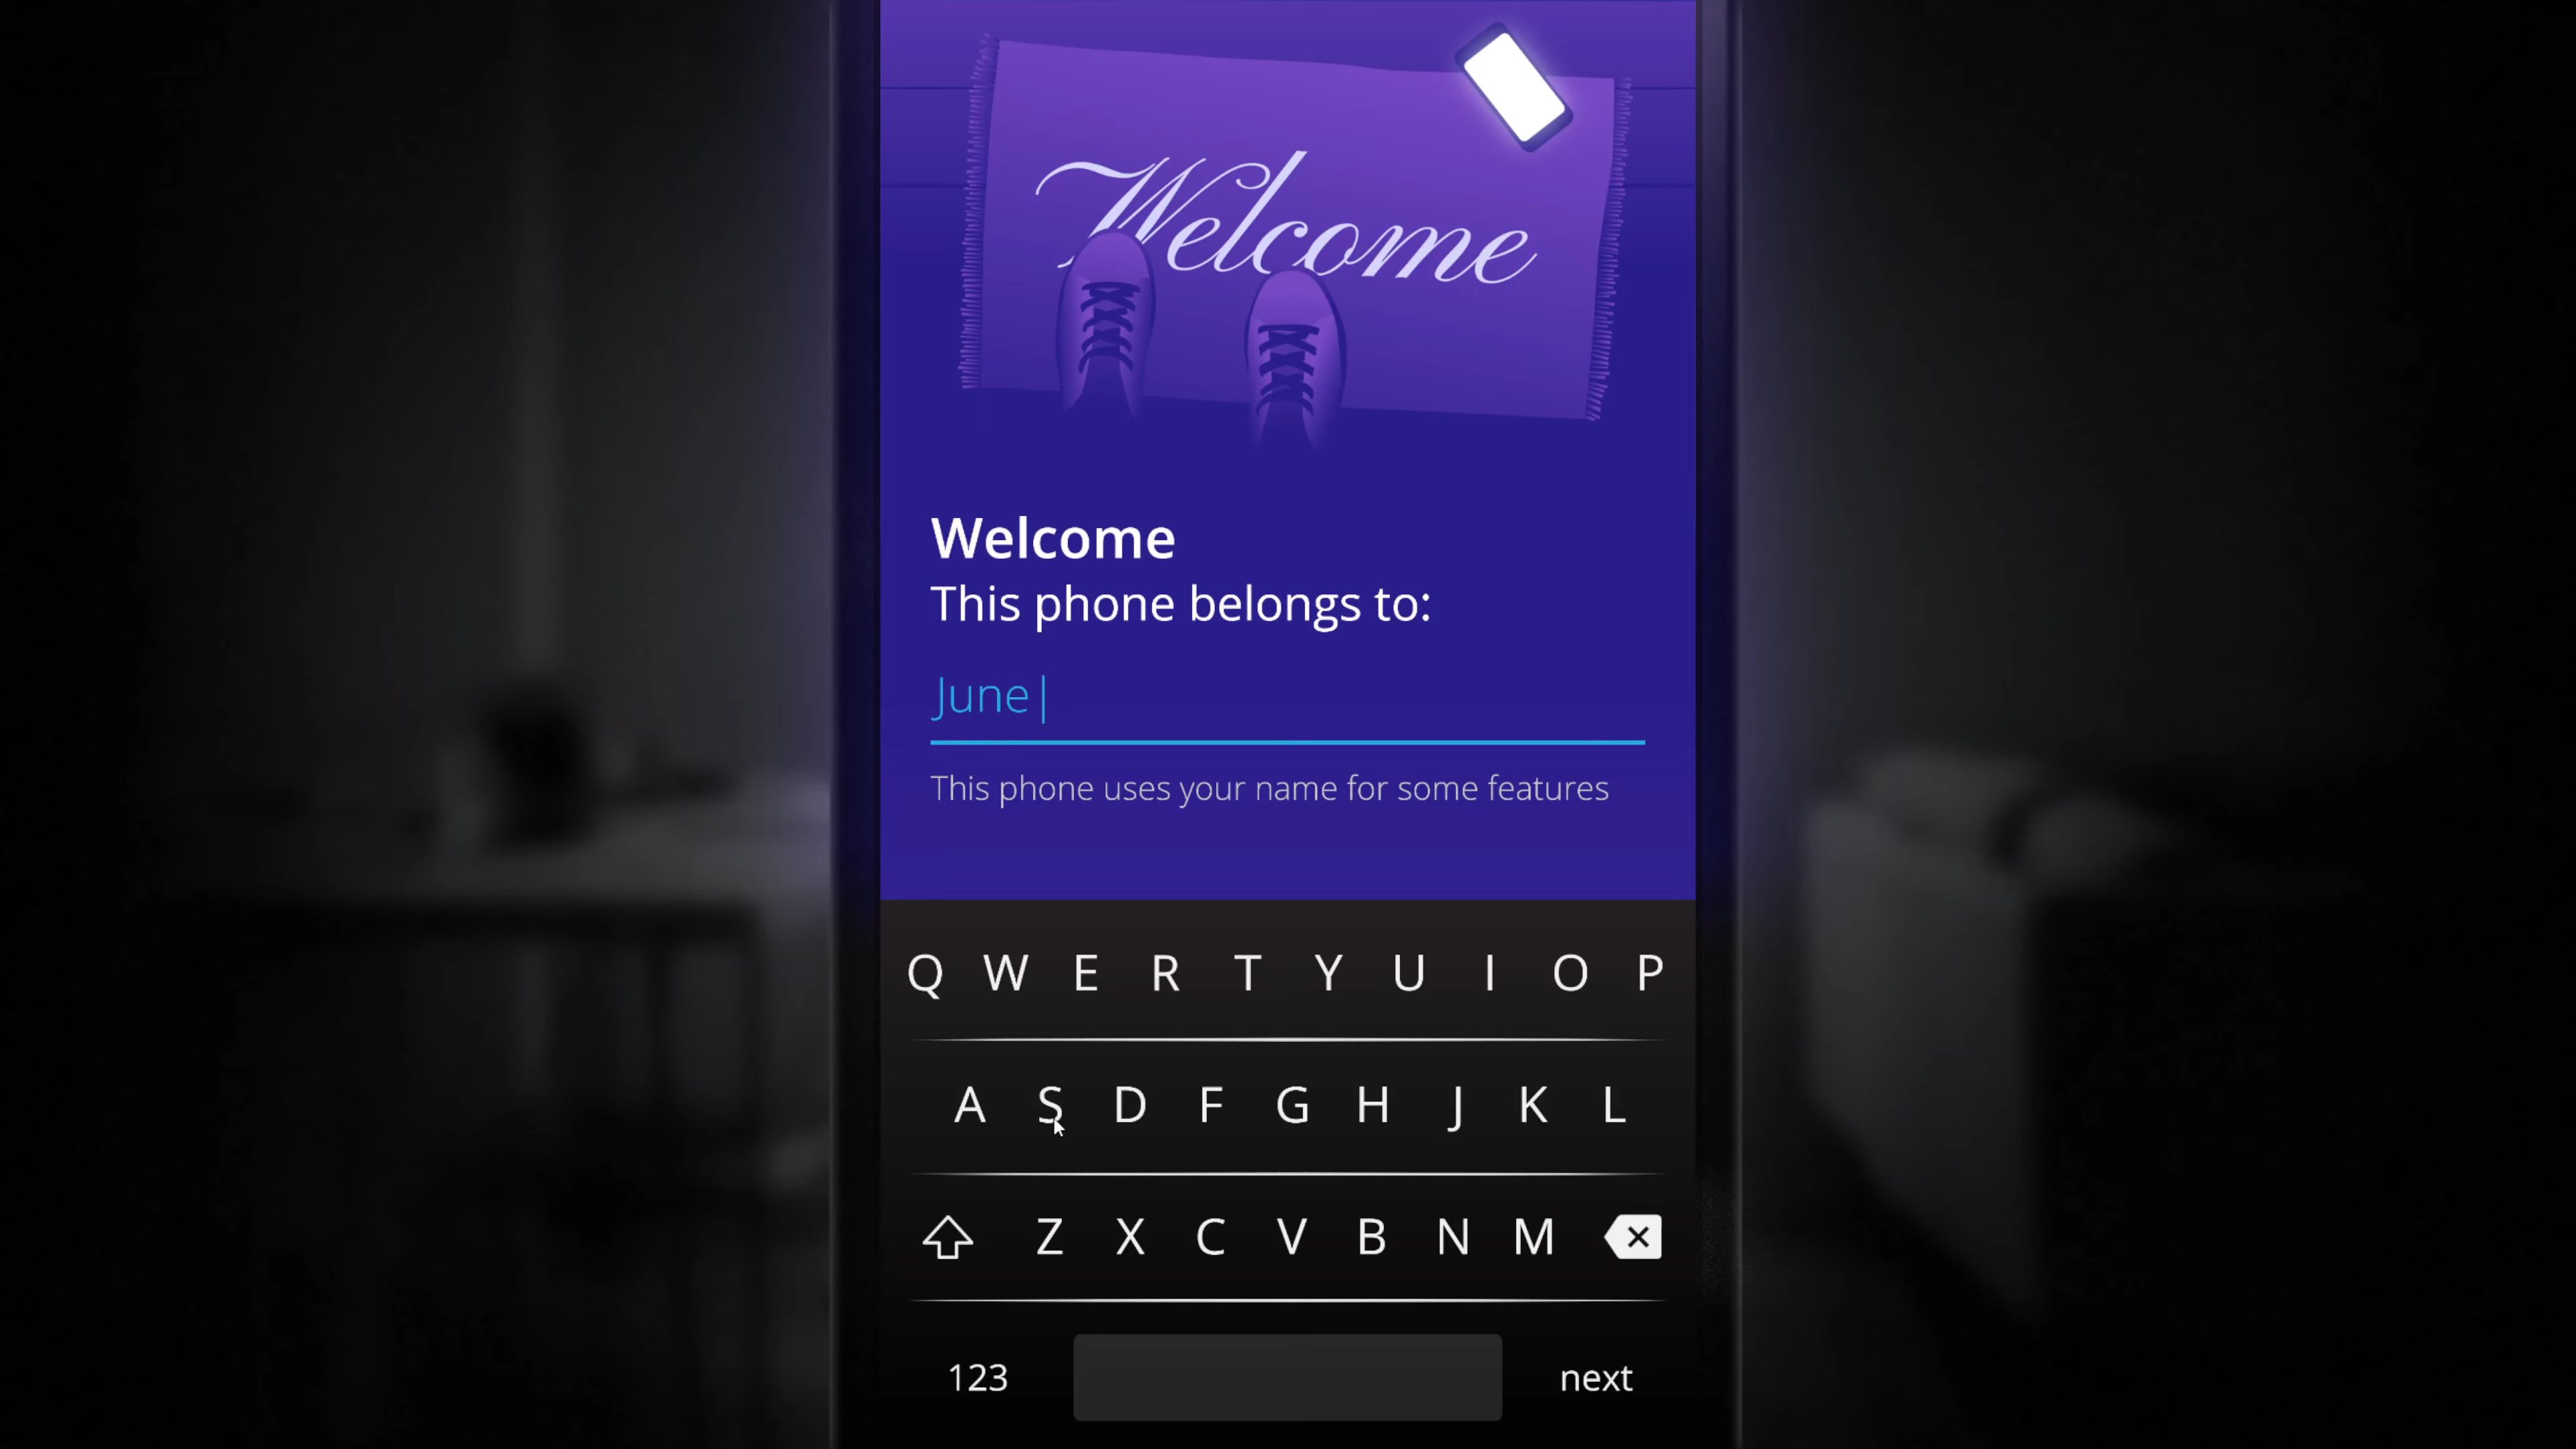 Welcome
Welcome
This phone belongs to:
June
This phone uses your name for some features
Q W E R T Y U I O P
A S D F G H J K L
Z X C V B N M
123
next